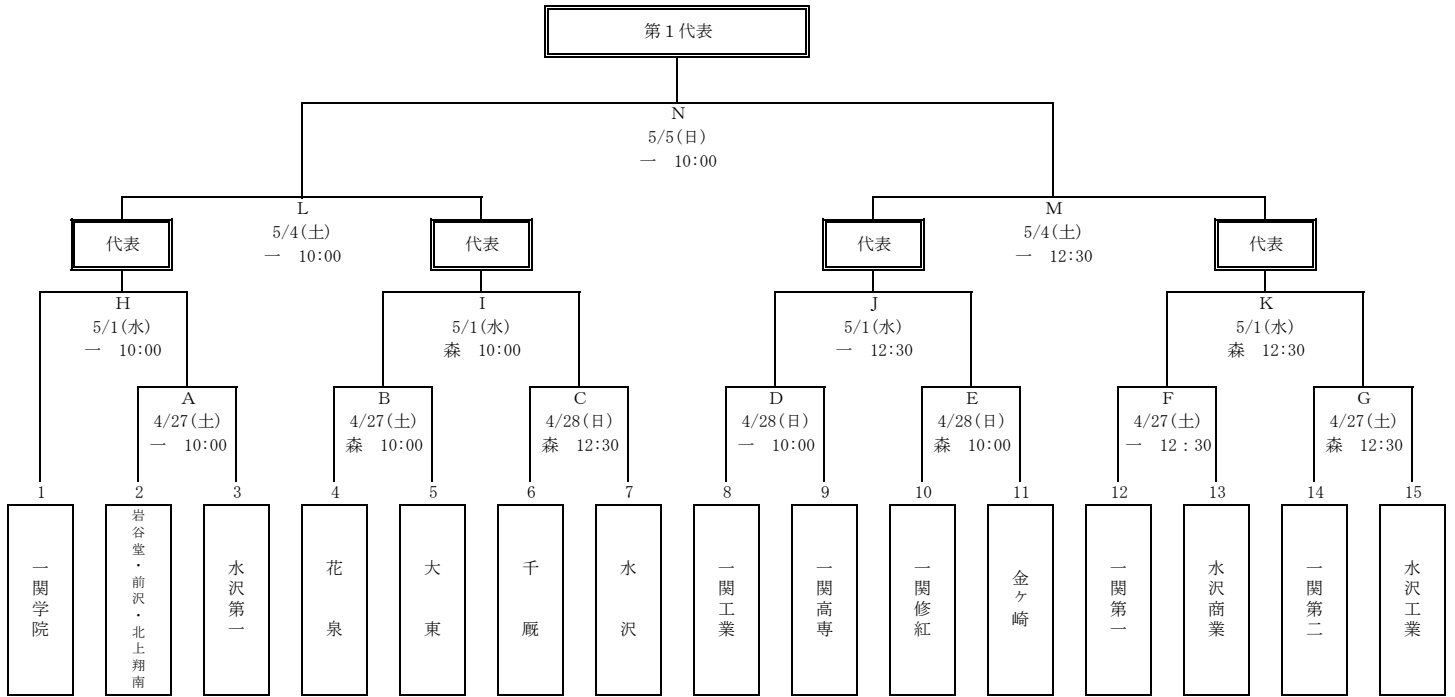 第１代表
N
5/5(日)
一　10:00
L
5/4(土)
一　10:00
M
5/4(土)
一　12:30
代表
代表
代表
代表
H
5/1(水)
一　10:00
I
5/1(水)
森　10:00
J
5/1(水)
一　12:30
K
5/1(水)
森　12:30
A
4/27(土)
一　10:00
B
4/27(土)
森　10:00
C
4/28(日)
森　12:30
D
4/28(日)
一　10:00
E
4/28(日)
森　10:00
F
4/27(土)
一　12：30
G
4/27(土)
森　12:30
1
2
3
4
5
6
7
8
9
10
11
12
13
14
15
一関学院
岩谷堂・前沢・北上翔南
水沢第一
花泉
大東
千厩
水沢
一関工業
一関高専
一関修紅
金ヶ崎
一関第一
水沢商業
一関第二
水沢工業